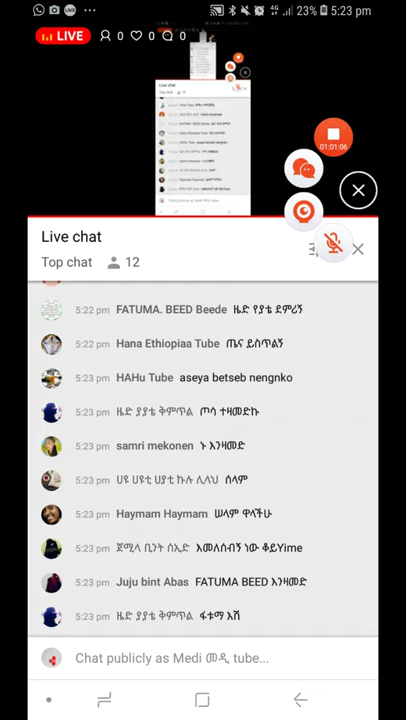 LIVE
4G
23%
5:23 pm
LIVE 0 0 0
01:01:06
Live chat
Top chat 12
5:22 pm FATUMA. BEED Beede ዜድ የያቴ ደምሪኝ
5:22 pm Hana Ethiopiaa Tube ጤና ይስጥልኝ
5:23 pm HAHu Tube aseya betseb nengnko
5:23 pm ዜድ ያያቴ ቅምጥል ጦሳ ተዛመድኩ
5:23 pm samri mekonen ኑ እንዛመድ
5:23 pm ሀዩ ሀዩቲ ሀያቲ ኩሉ ሊላህ ሰላም
5:23 pm Haymam Haymam ሠላም ዋላችሁ
5:23 pm ጀሚላ ቢንት ሰኢድ እመለሰብኝ ነው ቆይYime
5:23 pm Juju bint Abas FATUMA BEED እንዛመድ
5:23 pm ዜድ ያያቴ ቅምጥል ፋቱማ እሽ
Chat publicly as Medi መዲ tube...